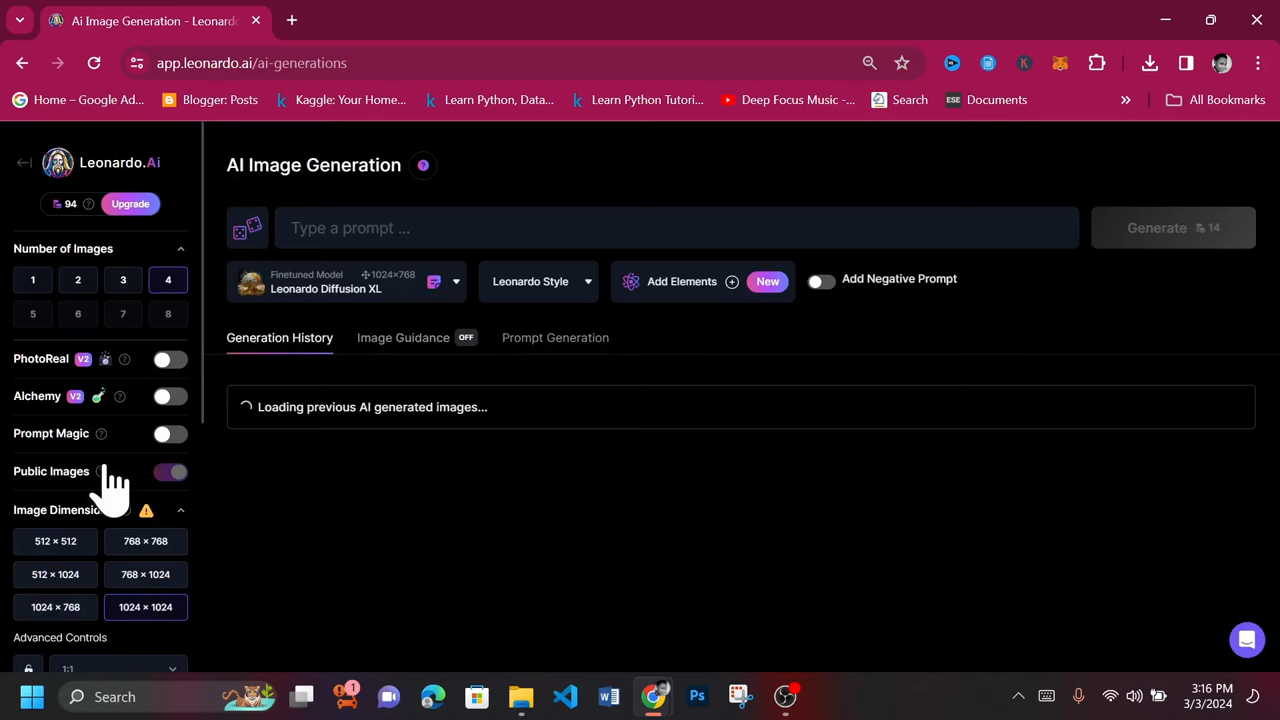 Ai Image Generation - Leonardo
app.leonardo.ai/ai-generations
Home – Google Ad...
Blogger: Posts
Kaggle: Your Home...
Learn Python, Data...
Learn Python Tutori...
Deep Focus Music -...
Search
ESE Documents
All Bookmarks
Leonardo.Ai
94
Upgrade
Number of Images
1 2 3 4
5 6 7 8
PhotoReal V2
Alchemy V2
Prompt Magic
Public Images
Image Dimens
512 × 512 768 × 768
512 × 1024 768 × 1024
1024 × 768 1024 × 1024
Advanced Controls
1:1
AI Image Generation ?
Type a prompt ...
Generate 14
Finetuned Model 1024×768
Leonardo Diffusion XL
Leonardo Style
Add Elements
New
Add Negative Prompt
Generation History
Image Guidance OFF
Prompt Generation
Loading previous AI generated images...
Search
1
Ps
3:16 PM
3/3/2024